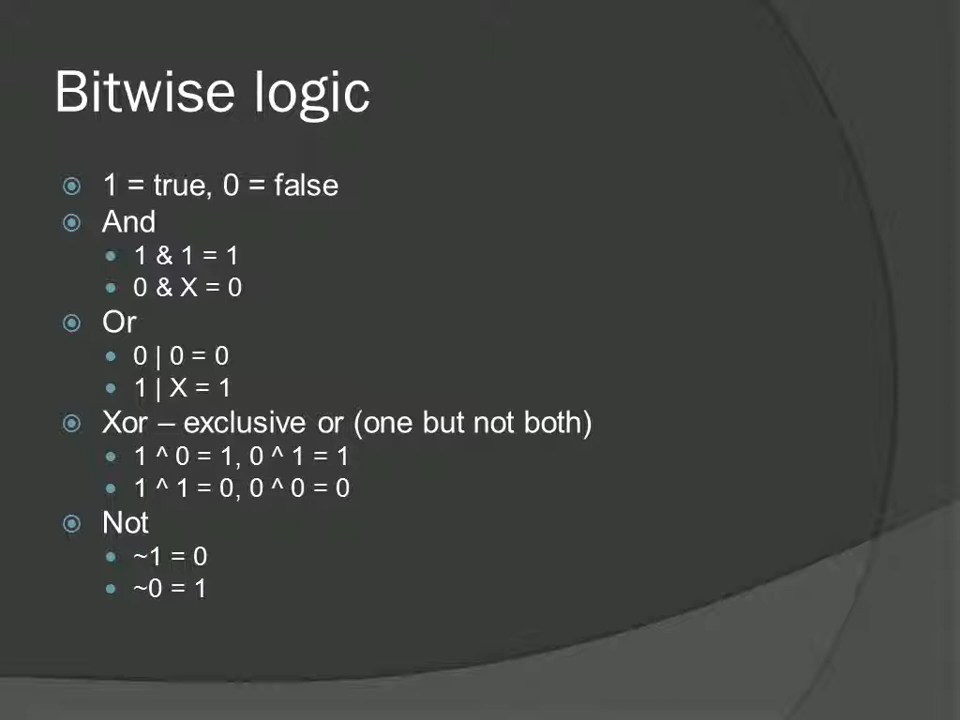 Bitwise logic
1 = true, 0 = false
And
1 & 1 = 1
0 & X = 0
Or
0 | 0 = 0
1 | X = 1
Xor – exclusive or (one but not both)
1 ^ 0 = 1, 0 ^ 1 = 1
1 ^ 1 = 0, 0 ^ 0 = 0
Not
~1 = 0
~0 = 1